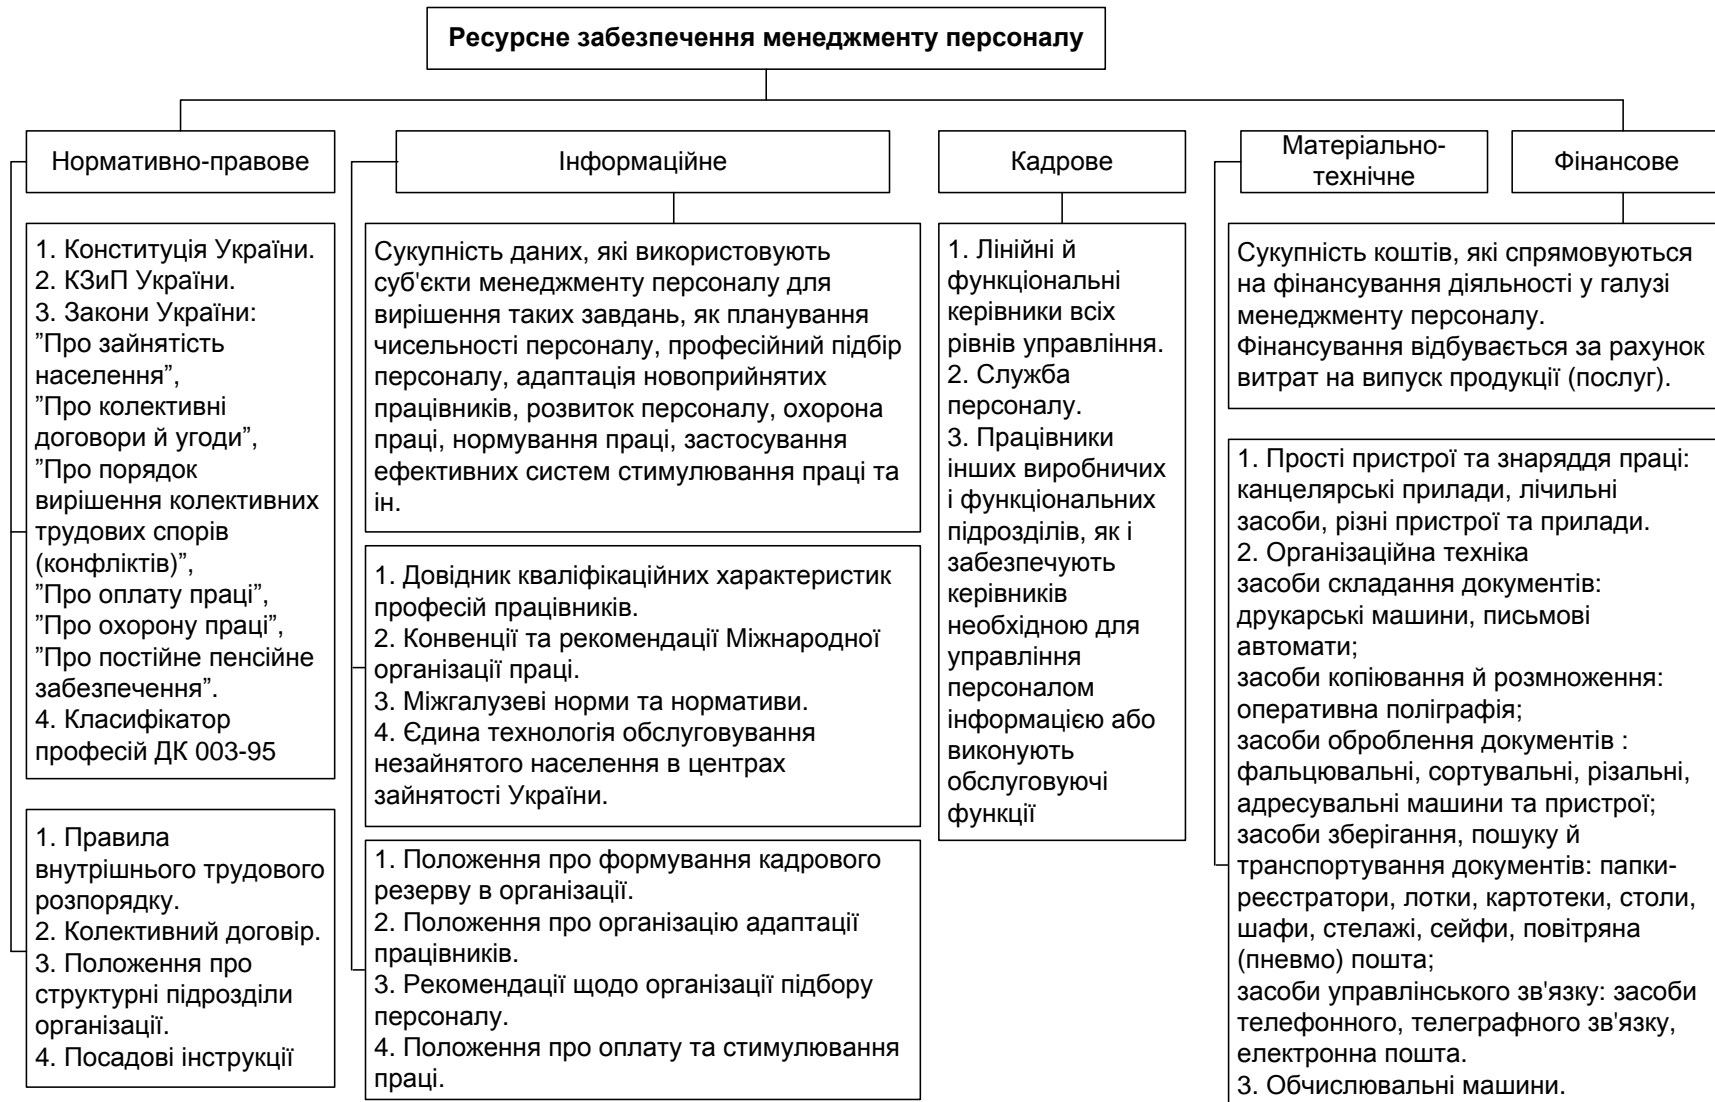 Ресурсне забезпечення менеджменту персоналу
Нормативно-правове
Інформаційне
Кадрове
Матеріально-
технічне
Фінансове
1. Конституція України.
2. КЗиП України.
3. Закони України:
”Про зайнятість
населення”,
”Про колективні
договори й угоди”,
”Про порядок
вирішення колективних
трудових спорів
(конфліктів)”,
”Про оплату праці”,
”Про охорону праці”,
”Про постійне пенсійне
забезпечення”.
4. Класифікатор
професій ДК 003-95
1. Правила
внутрішнього трудового
розпорядку.
2. Колективний договір.
3. Положення про
структурні підрозділи
організації.
4. Посадові інструкції
Сукупність даних, які використовують
суб'єкти менеджменту персоналу для
вирішення таких завдань, як планування
чисельності персоналу, професійний підбір
персоналу, адаптація новоприйнятих
працівників, розвиток персоналу, охорона
праці, нормування праці, застосування
ефективних систем стимулювання праці та
ін.
1. Довідник кваліфікаційних характеристик
професій працівників.
2. Конвенції та рекомендації Міжнародної
організації праці.
3. Міжгалузеві норми та нормативи.
4. Єдина технологія обслуговування
незайнятого населення в центрах
зайнятості України.
1. Положення про формування кадрового
резерву в організації.
2. Положення про організацію адаптації
працівників.
3. Рекомендації щодо організації підбору
персоналу.
4. Положення про оплату та стимулювання
праці.
1. Лінійні й
функціональні
керівники всіх
рівнів управління.
2. Служба
персоналу.
3. Працівники
інших виробничих
і функціональних
підрозділів, як і
забезпечують
керівників
необхідною для
управління
персоналом
інформацією або
виконують
обслуговуючі
функції
Сукупність коштів, які спрямовуються
на фінансування діяльності у галузі
менеджменту персоналу.
Фінансування відбувається за рахунок
витрат на випуск продукції (послуг).
1. Прості пристрої та знаряддя праці:
канцелярські прилади, лічильні
засоби, різні пристрої та прилади.
2. Організаційна техніка
засоби складання документів:
друкарські машини, письмові
автомати;
засоби копіювання й розмноження:
оперативна поліграфія;
засоби оброблення документів :
фальцювальні, сортувальні, різальні,
адресувальні машини та пристрої;
засоби зберігання, пошуку й
транспортування документів: папки-
реєстратори, лотки, картотеки, столи,
шафи, стелажі, сейфи, повітряна
(пневмо) пошта;
засоби управлінського зв'язку: засоби
телефонного, телеграфного зв'язку,
електронна пошта.
3. Обчислювальні машини.